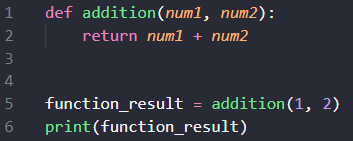 1 def addition(num1, num2):
2     return num1 + num2
3
4
5 function_result = addition(1, 2)
6 print(function_result)